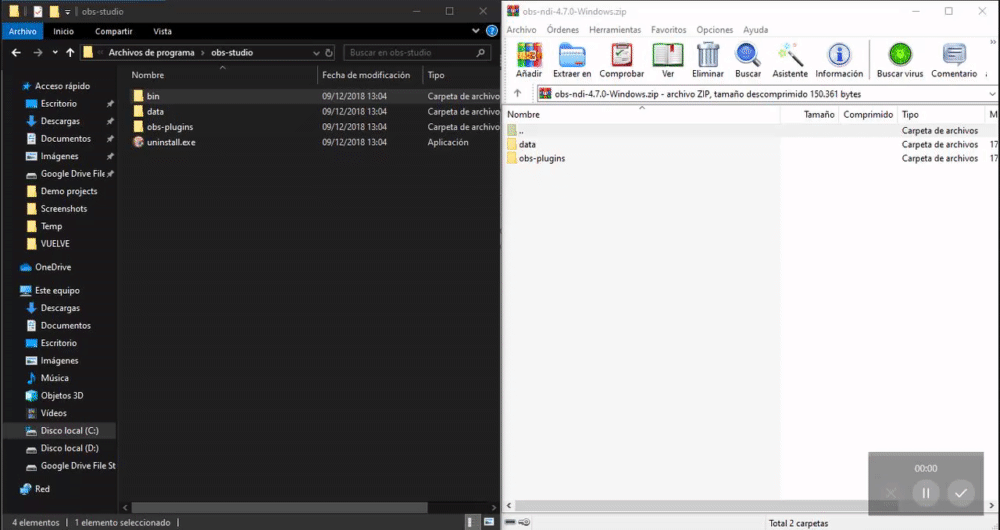 obs-studio
Archivo Inicio Compartir Vista
Archivos de programa > obs-studio
Buscar en obs-studio
Nombre Fecha de modificación Tipo
bin 09/12/2018 13:04 Carpeta de archivo
data 09/12/2018 13:04 Carpeta de archivo
obs-plugins 09/12/2018 13:04 Carpeta de archivo
uninstall.exe 09/12/2018 13:04 Aplicación
Acceso rápido
Escritorio
Descargas
Documentos
Imágenes
Google Drive File
Demo projects
Screenshots
Temp
VUELVE
OneDrive
Este equipo
Descargas
Documentos
Escritorio
Imágenes
Música
Objetos 3D
Vídeos
Disco local (C:)
Disco local (D:)
Google Drive File St
Red
4 elementos | 1 elemento seleccionado |
obs-ndi-4.7.0-Windows.zip
Archivo Órdenes Herramientas Favoritos Opciones Ayuda
Añadir Extraer en Comprobar Ver Eliminar Buscar Asistente Información Buscar virus Comentario
obs-ndi-4.7.0-Windows.zip - archivo ZIP, tamaño descomprimido 150.361 bytes
Nombre Tamaño Comprimido Tipo M
.. Carpeta de archivos
data Carpeta de archivos 17
obs-plugins Carpeta de archivos 17
00:00
Total 2 carpetas